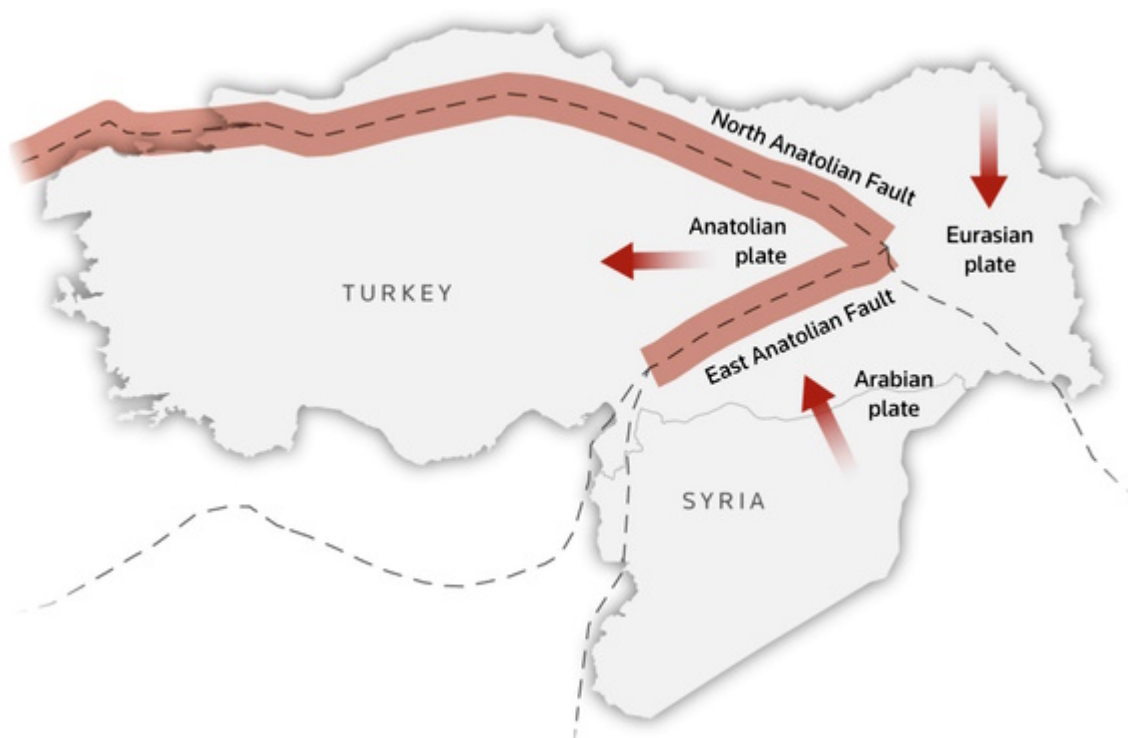 North Anatolian Fault
Anatolian
plate
Eurasian
plate
TURKEY
East Anatolian Fault
Arabian
plate
SYRIA